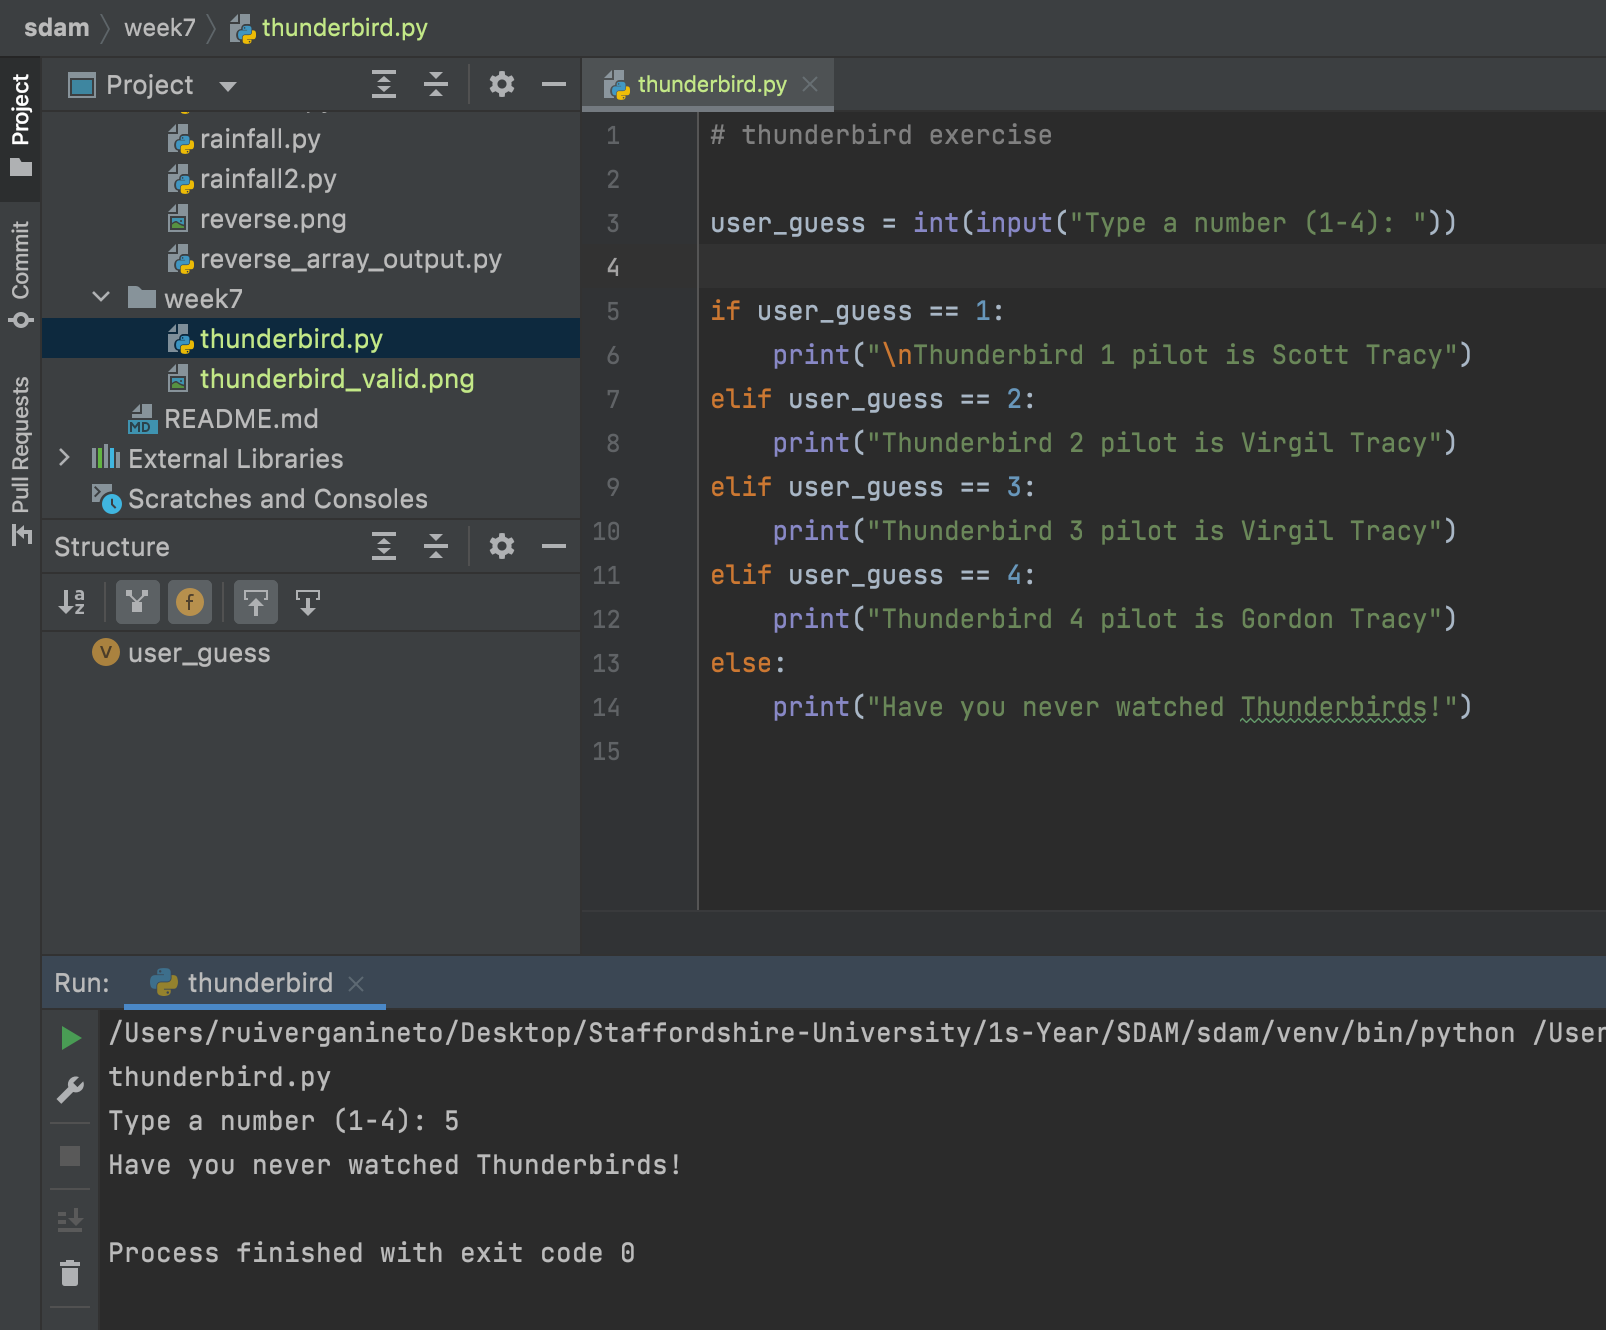 sdam week7 thunderbird.py
Project
Commit
Pull Requests
Project
rainfall.py
rainfall2.py
reverse.png
reverse_array_output.py
week7
thunderbird.py
thunderbird_valid.png
MD README.md
External Libraries
Scratches and Consoles
Structure
a
z
f
v user_guess
thunderbird.py
1 # thunderbird exercise
2
3 user_guess = int(input("Type a number (1-4): "))
4
5 if user_guess == 1:
6     print("\nThunderbird 1 pilot is Scott Tracy")
7 elif user_guess == 2:
8     print("Thunderbird 2 pilot is Virgil Tracy")
9 elif user_guess == 3:
10     print("Thunderbird 3 pilot is Virgil Tracy")
11 elif user_guess == 4:
12     print("Thunderbird 4 pilot is Gordon Tracy")
13 else:
14     print("Have you never watched Thunderbirds!")
15
Run: thunderbird
/Users/ruiverganineto/Desktop/Staffordshire-University/1s-Year/SDAM/sdam/venv/bin/python /User
thunderbird.py
Type a number (1-4): 5
Have you never watched Thunderbirds!
Process finished with exit code 0